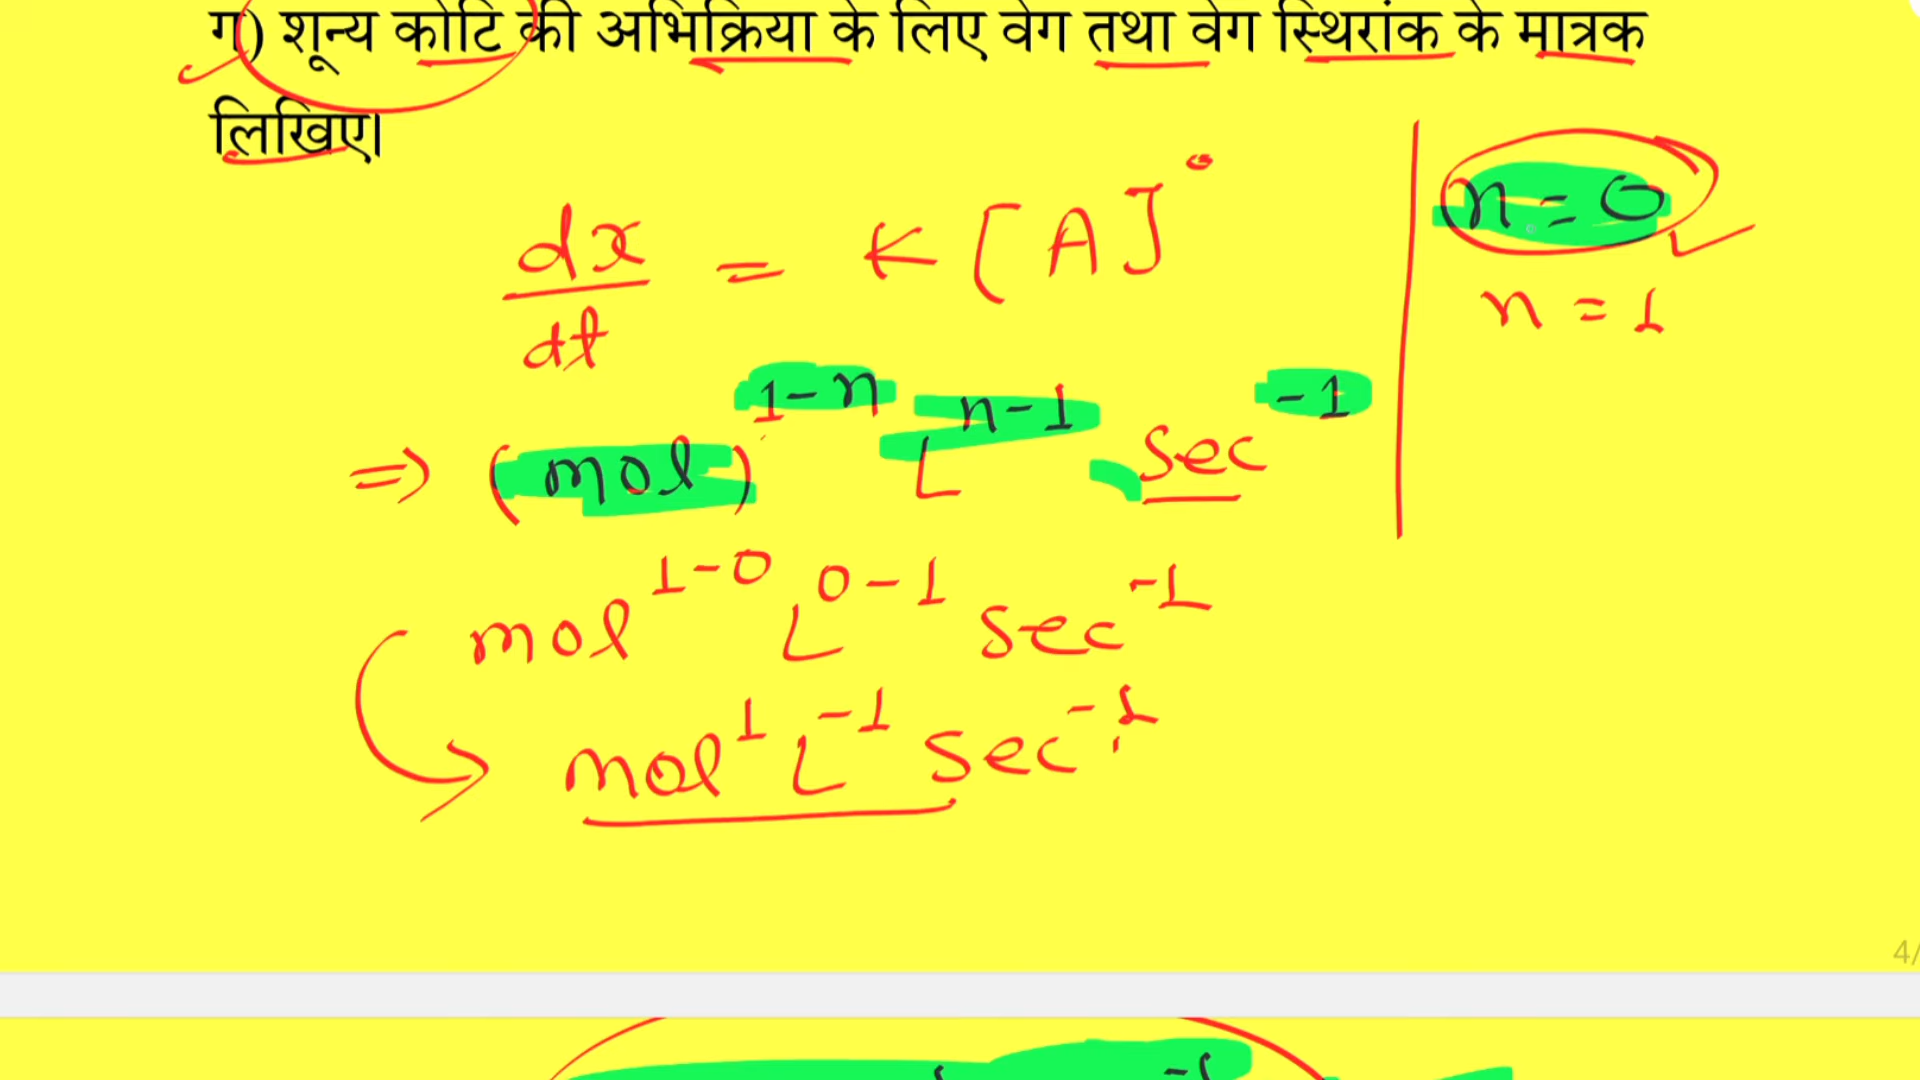 ग) शून्य कोटि की अभिक्रिया के लिए वेग तथा वेग स्थिरांक के मात्रक
लिखिए।
dx/dt = K [A]°
n = 0
n = 1
⇒ (mol)^1-n L^n-1 sec^-1
mol^1-0 L^0-1 sec^-1
mol^1 L^-1 sec^-1
4/